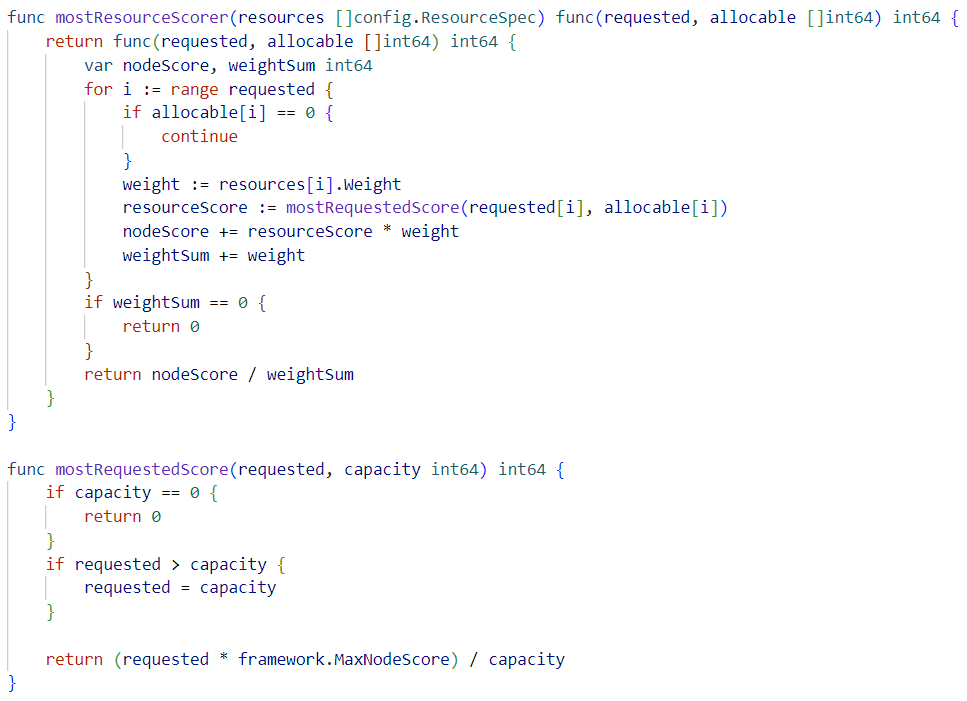 func mostResourceScorer(resources []config.ResourceSpec) func(requested, allocable []int64) int64 {
    return func(requested, allocable []int64) int64 {
        var nodeScore, weightSum int64
        for i := range requested {
            if allocable[i] == 0 {
                continue
            }
            weight := resources[i].Weight
            resourceScore := mostRequestedScore(requested[i], allocable[i])
            nodeScore += resourceScore * weight
            weightSum += weight
        }
        if weightSum == 0 {
            return 0
        }
        return nodeScore / weightSum
    }
}

func mostRequestedScore(requested, capacity int64) int64 {
    if capacity == 0 {
        return 0
    }
    if requested > capacity {
        requested = capacity
    }

    return (requested * framework.MaxNodeScore) / capacity
}